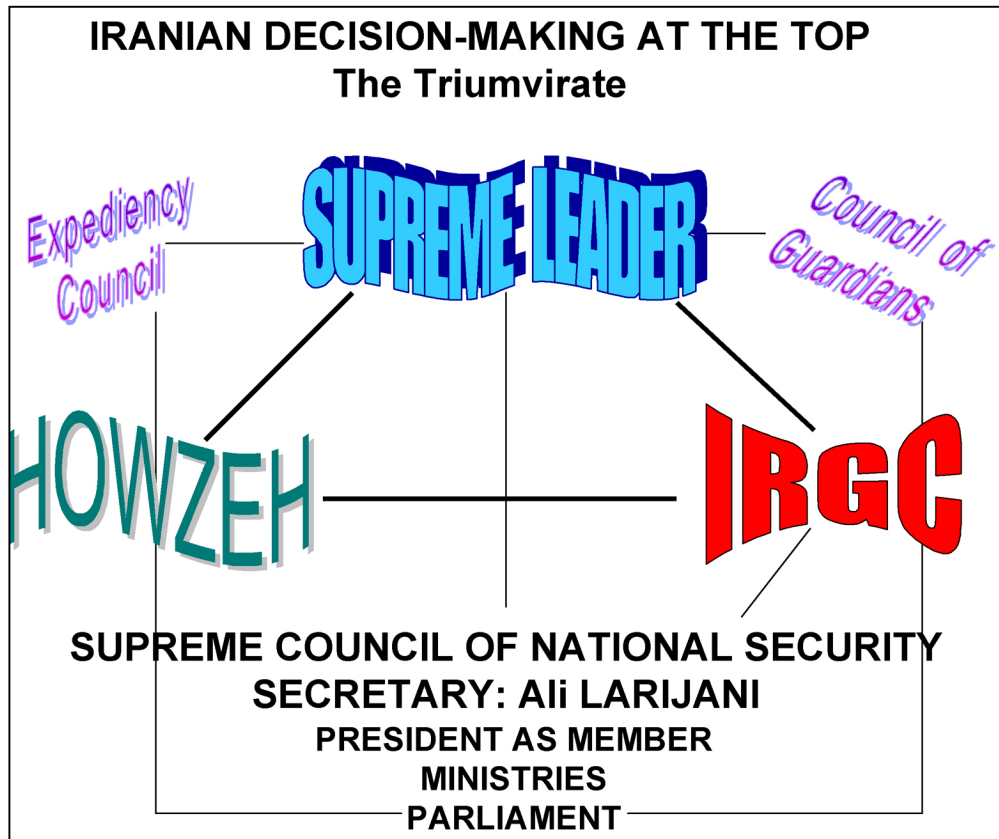 IRANIAN DECISION-MAKING AT THE TOP
The Triumvirate
SUPREME LEADER
Expediency
Council
Council off
Guardians
HOWZEH
IRGC
SUPREME COUNCIL OF NATIONAL SECURITY
SECRETARY: Ali LARIJANI
PRESIDENT AS MEMBER
MINISTRIES
PARLIAMENT